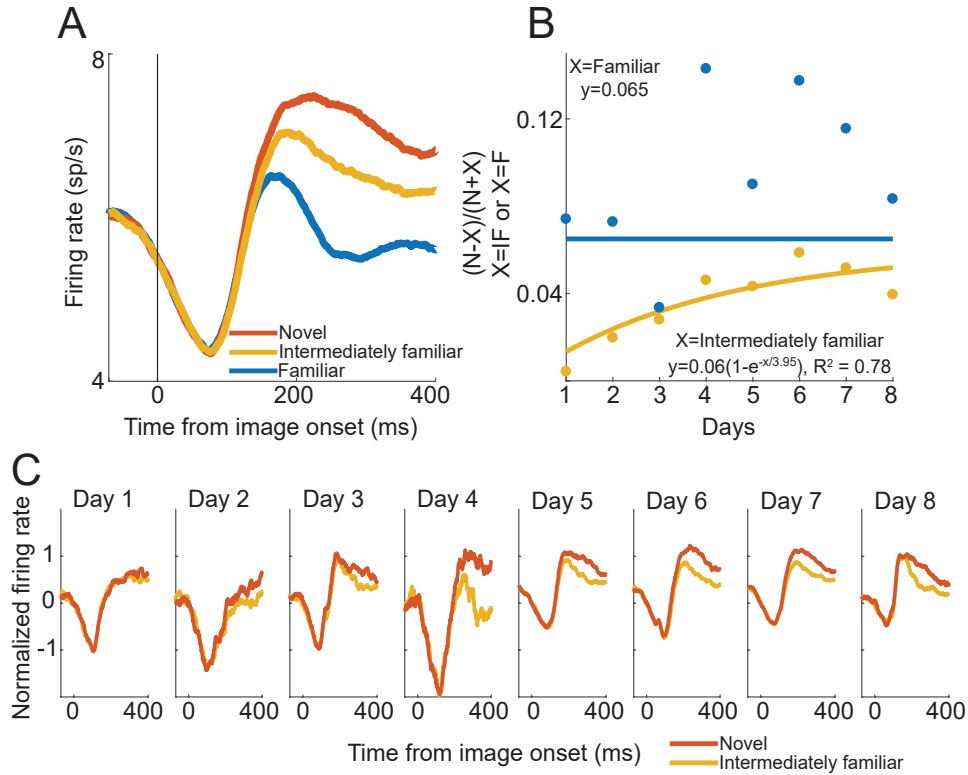 A
8
4
Firing rate (sp/s)
Novel
Intermediately familiar
Familiar
0
200
400
Time from image onset (ms)
B
X=Familiar
y=0.065
0.12
0.04
(N-X)/(N+X)
X=IF or X=F
X=Intermediately familiar
y=0.06(1-e^-x/3.95), R² = 0.78
1 2 3 4 5 6 7 8
Days
C
Normalized firing rate
Day 1 Day 2 Day 3 Day 4 Day 5 Day 6 Day 7 Day 8
1
0
-1
0 400 0 400 0 400 0 400 0 400 0 400 0 400 0 400
Time from image onset (ms)
Novel
Intermediately familiar